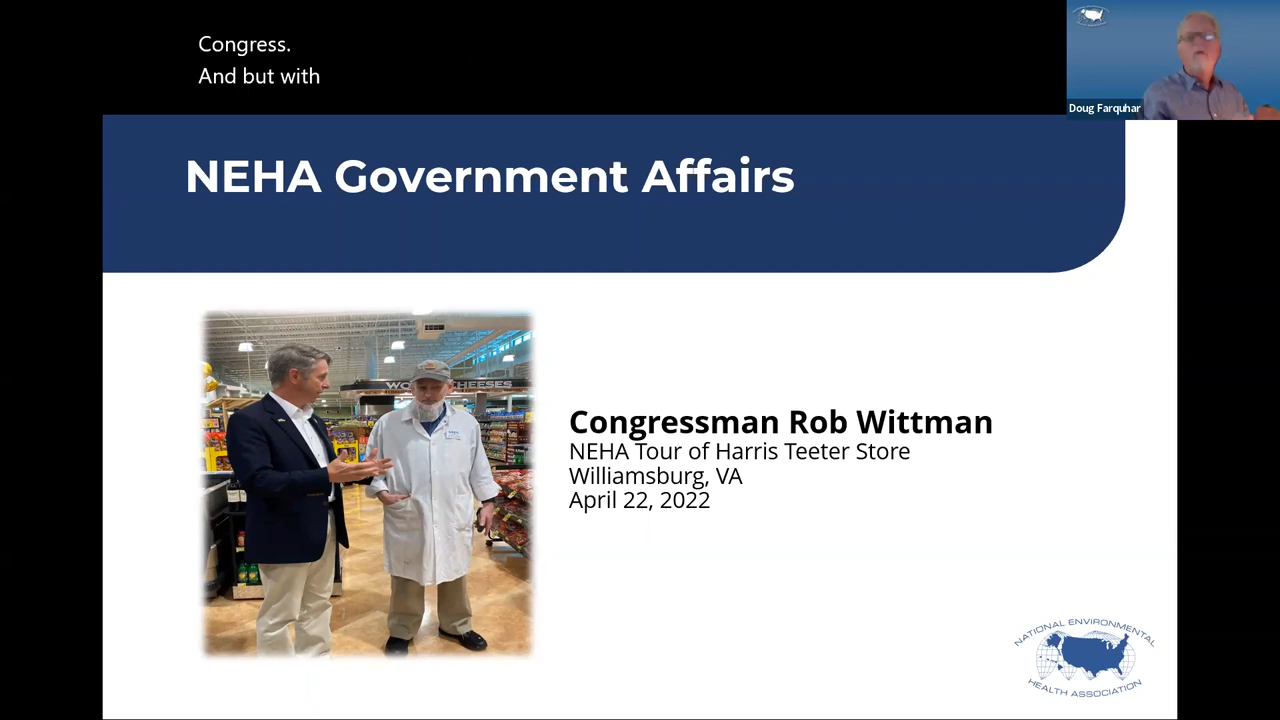 Congress.
And but with
Doug Farquhar
NEHA Government Affairs
CHEESES
Congressman Rob Wittman
NEHA Tour of Harris Teeter Store
Williamsburg, VA
April 22, 2022
NATIONAL ENVIRONMENTAL
HEALTH ASSOCIATION